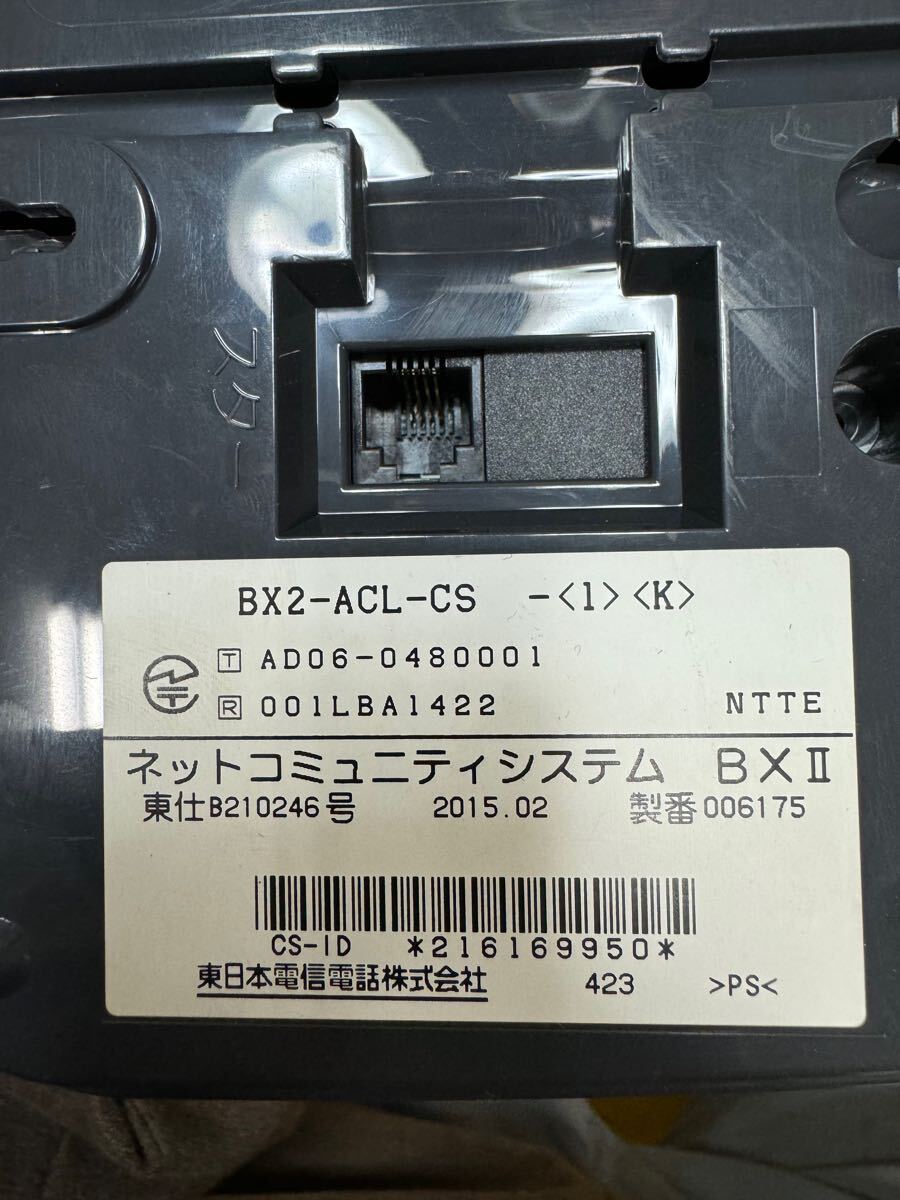 スター
BX2-ACL-CS -<1><K>
T AD06-0480001
R 001LBA1422 NTTE
ネットコミュニティシステム BXⅡ
東仕B210246号 2015.02 製番006175
CS-ID *216169950*
東日本電信電話株式会社 423 >PS<